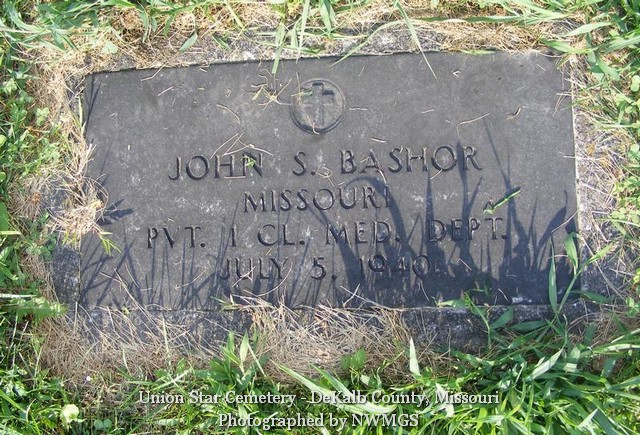 JOHN S. BASHOR
MISSOURI
PVT. 1 CL. MED. DEPT.
JULY 5, 1940
Union Star Cemetery - DeKalb County, Missouri
Photographed by NWMGS